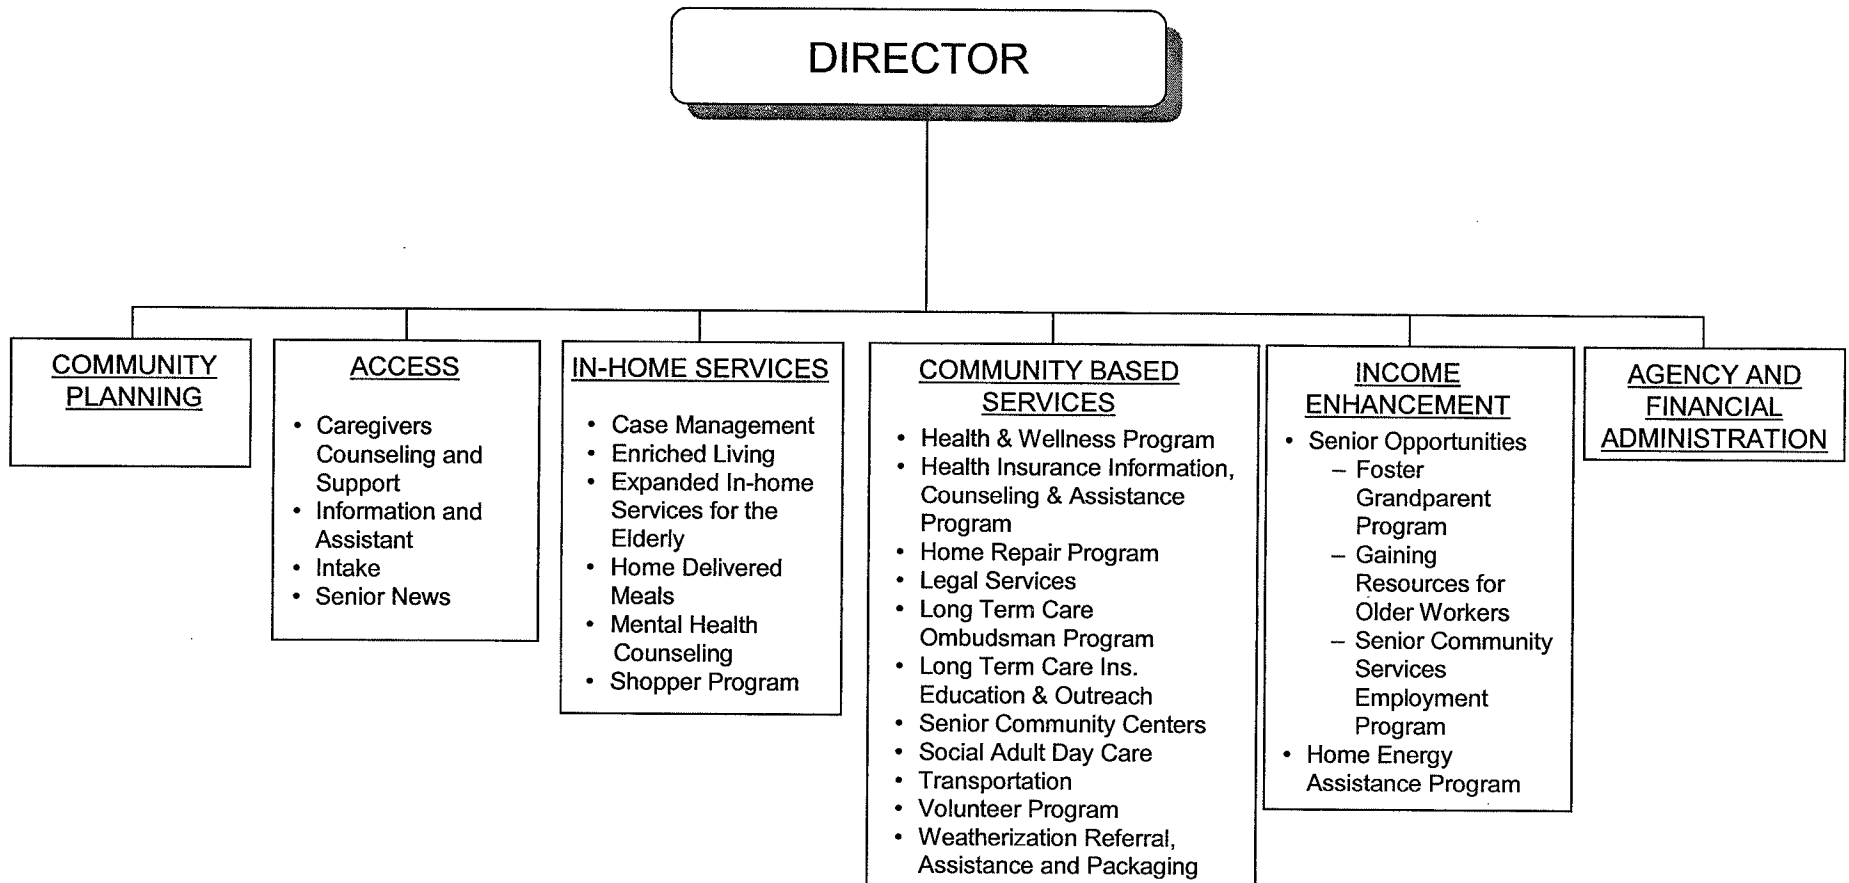 DIRECTOR
COMMUNITY
PLANNING
ACCESS
• Caregivers
Counseling and
Support
• Information and
Assistant
• Intake
• Senior News
IN-HOME SERVICES
• Case Management
• Enriched Living
• Expanded In-home
Services for the
Elderly
• Home Delivered
Meals
• Mental Health
Counseling
• Shopper Program
COMMUNITY BASED
SERVICES
• Health & Wellness Program
• Health Insurance Information,
Counseling & Assistance
Program
• Home Repair Program
• Legal Services
• Long Term Care
Ombudsman Program
• Long Term Care Ins.
Education & Outreach
• Senior Community Centers
• Social Adult Day Care
• Transportation
• Volunteer Program
• Weatherization Referral,
Assistance and Packaging
INCOME
ENHANCEMENT
• Senior Opportunities
– Foster
Grandparent
Program
– Gaining
Resources for
Older Workers
– Senior Community
Services
Employment
Program
• Home Energy
Assistance Program
AGENCY AND
FINANCIAL
ADMINISTRATION